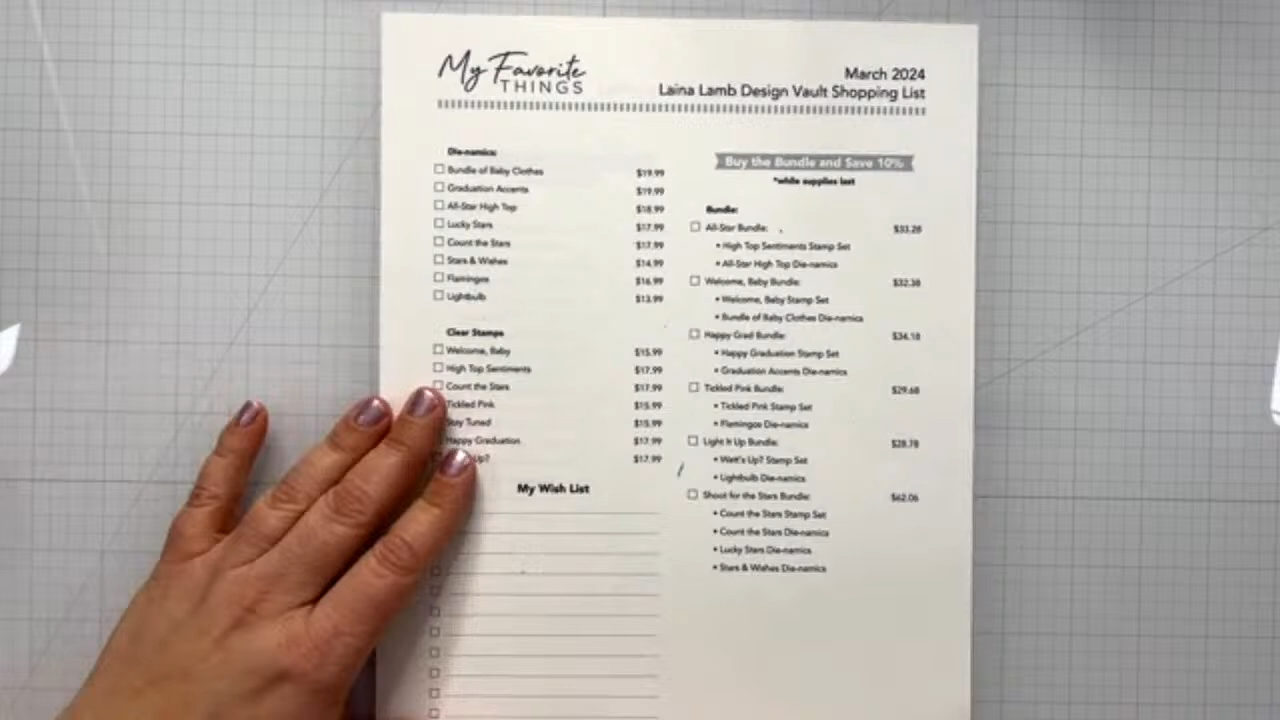 My Favorite
THINGS
March 2024
Laina Lamb Design Vault Shopping List
Die-namics:
Bundle of Baby Clothes $19.99
Graduation Accents $19.99
All-Star High Top $18.99
Lucky Stars $17.99
Count the Stars $17.99
Stars & Wishes $14.99
Flamingos $16.99
Lightbulb $13.99
Clear Stamps
Welcome, Baby $15.99
High Top Sentiments $17.99
Count the Stars $17.99
Tickled Pink $15.99
Stay Tuned $15.99
Happy Graduation $17.99
Up? $17.99
My Wish List
Buy the Bundle and Save 10%
*while supplies last
Bundle:
All-Star Bundle: $33.28
• High Top Sentiments Stamp Set
• All-Star High Top Die-namics
Welcome, Baby Bundle: $32.38
• Welcome, Baby Stamp Set
• Bundle of Baby Clothes Die-namics
Happy Grad Bundle: $34.18
• Happy Graduation Stamp Set
• Graduation Accents Die-namics
Tickled Pink Bundle: $29.68
• Tickled Pink Stamp Set
• Flamingos Die-namics
Light It Up Bundle: $28.78
• Watt's Up? Stamp Set
• Lightbulb Die-namics
Shoot for the Stars Bundle: $62.06
• Count the Stars Stamp Set
• Count the Stars Die-namics
• Lucky Stars Die-namics
• Stars & Wishes Die-namics